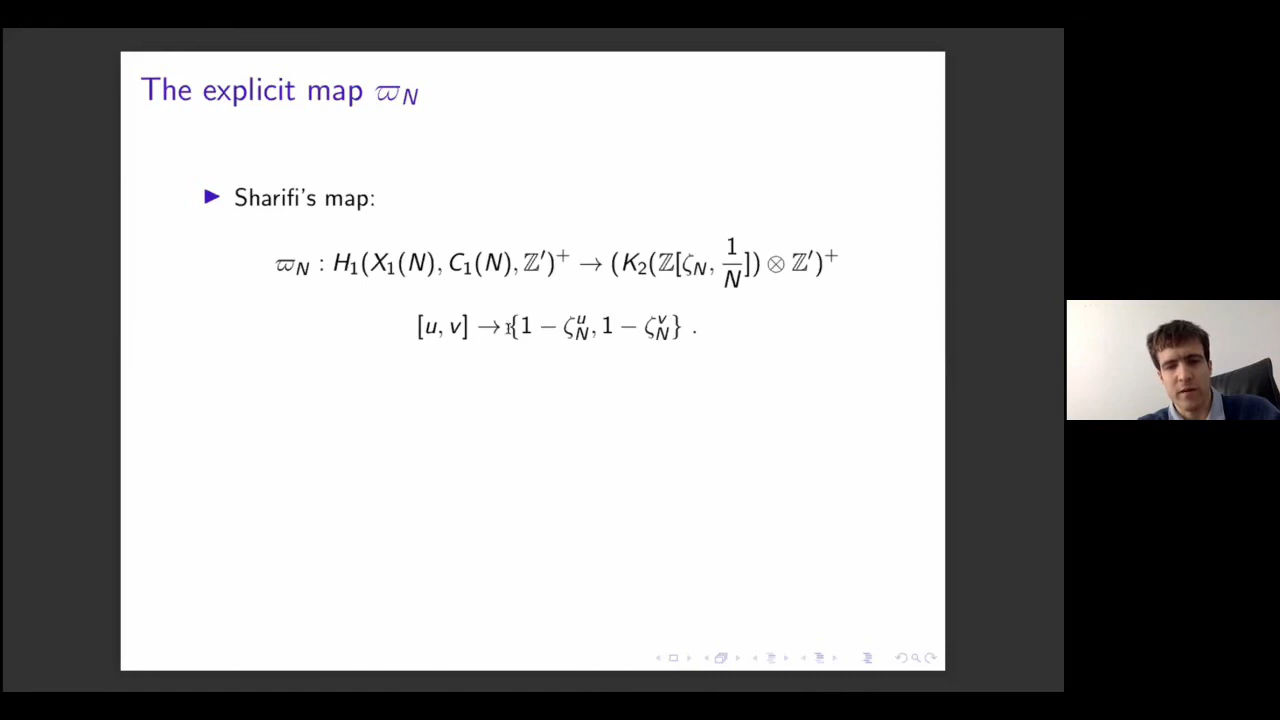 The explicit map ϖ_N
▶ Sharifi's map:
ϖ_N : H_1(X_1(N), C_1(N), ℤ′)^+ → (K_2(ℤ[ζ_N, 1/N]) ⊗ ℤ′)^+
[u, v] → {1 − ζ_N^u, 1 − ζ_N^v} .